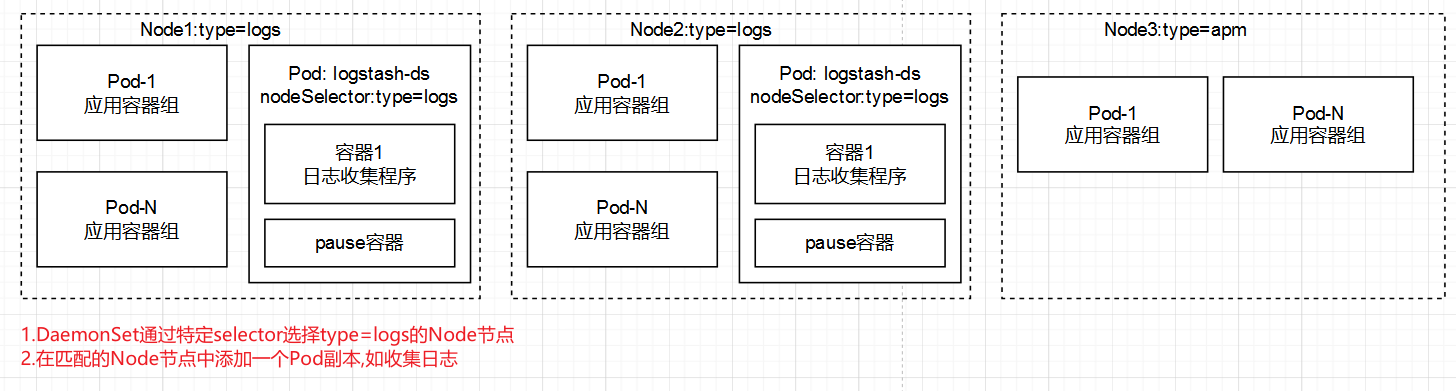 Node1:type=logs
Pod-1
应用容器组
Pod-N
应用容器组
Pod: logstash-ds
nodeSelector:type=logs
容器1
日志收集程序
pause容器
Node2:type=logs
Pod-1
应用容器组
Pod-N
应用容器组
Pod: logstash-ds
nodeSelector:type=logs
容器1
日志收集程序
pause容器
Node3:type=apm
Pod-1
应用容器组
Pod-N
应用容器组
1.DaemonSet通过特定selector选择type=logs的Node节点
2.在匹配的Node节点中添加一个Pod副本,如收集日志